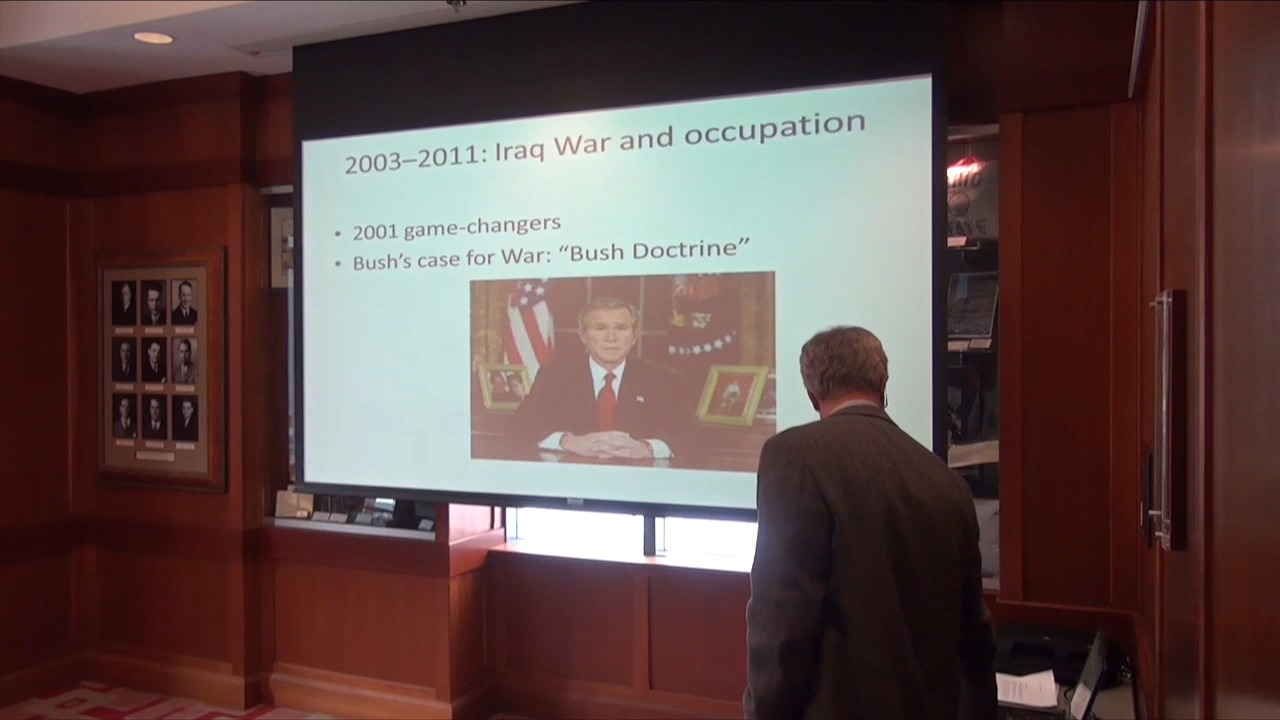 2003–2011: Iraq War and occupation
• 2001 game-changers
• Bush’s case for War: “Bush Doctrine”